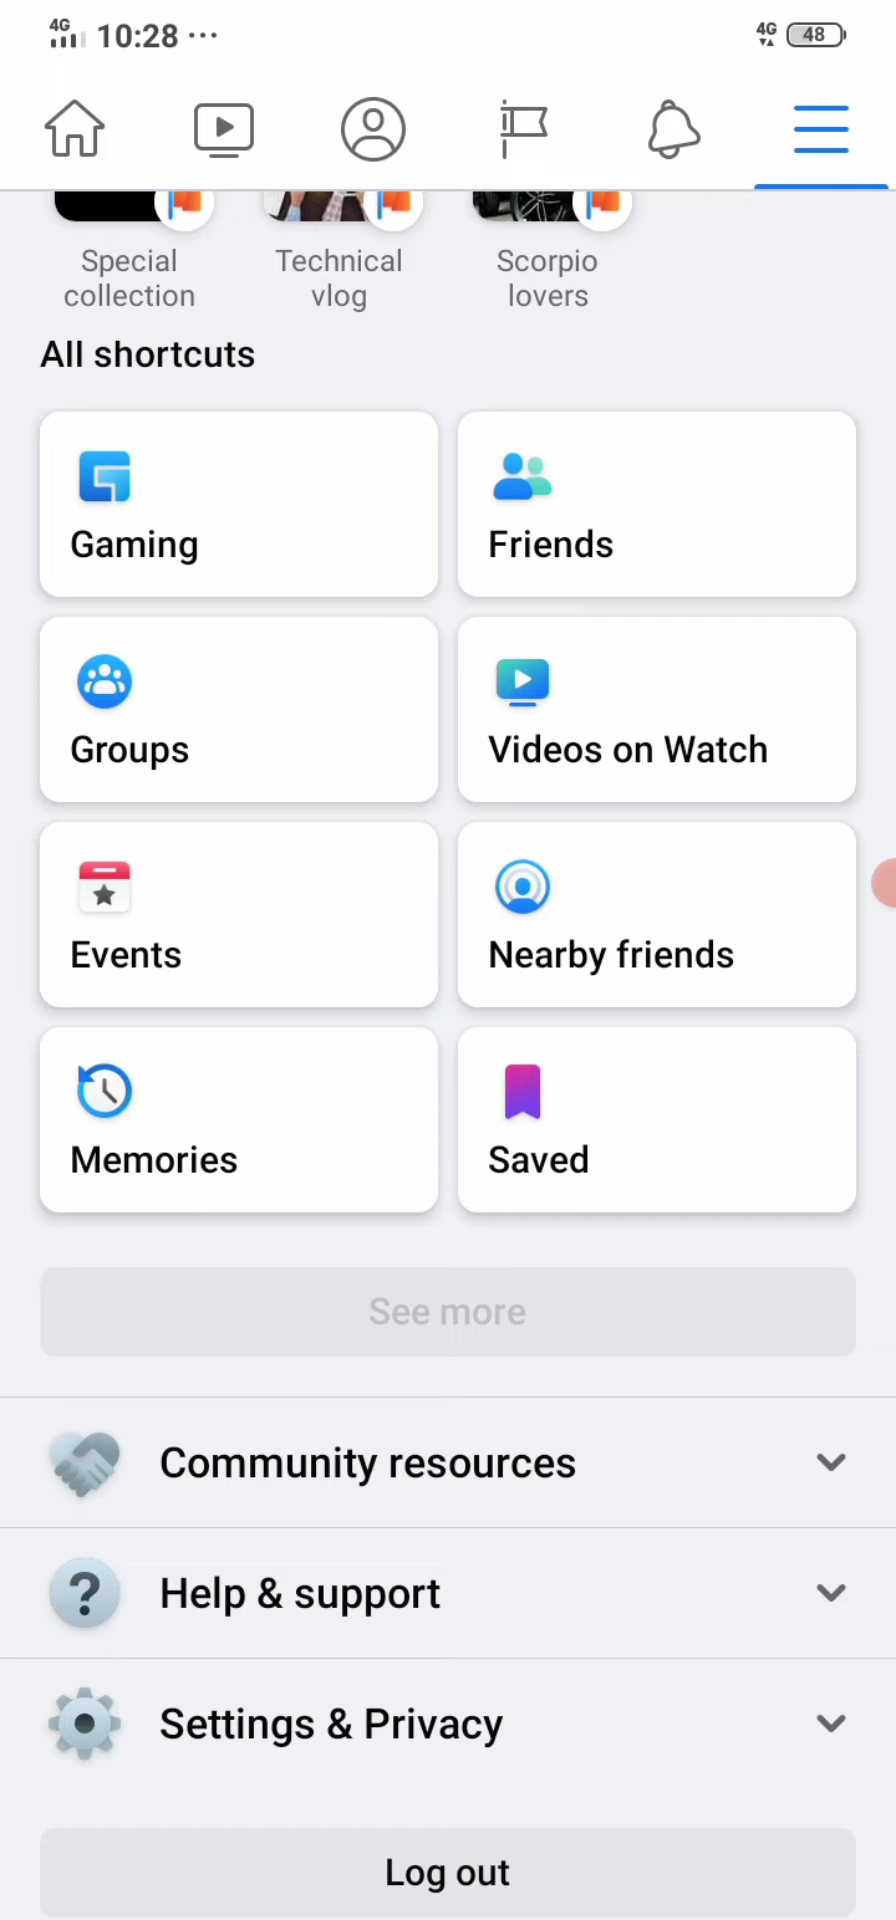 4G 10:28 ... 4G 48
Special collection
Technical vlog
Scorpio lovers
All shortcuts
Gaming
Friends
Groups
Videos on Watch
Events
Nearby friends
Memories
Saved
See more
Community resources
Help & support
Settings & Privacy
Log out